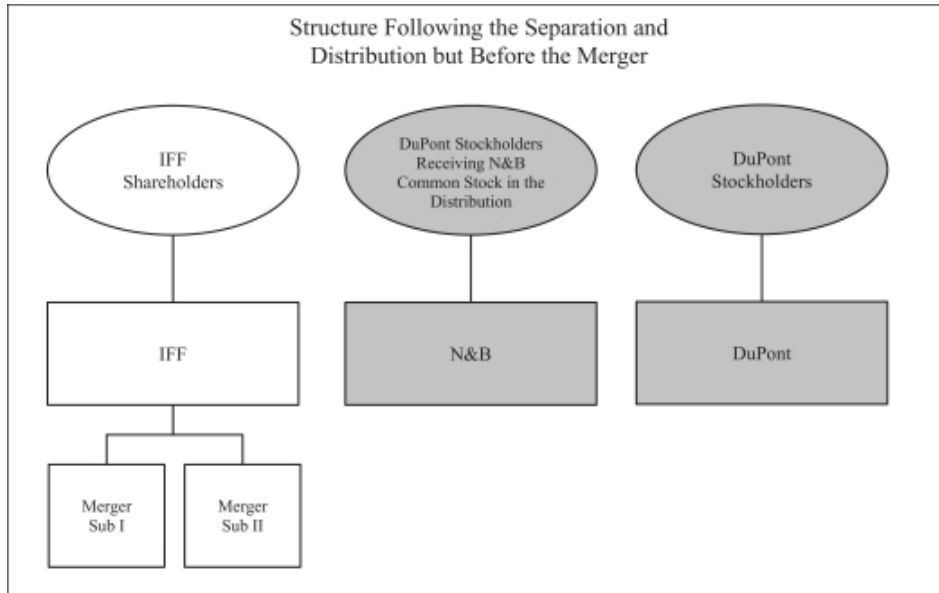 Structure Following the Separation and
Distribution but Before the Merger
IFF
Shareholders
DuPont Stockholders
Receiving N&B
Common Stock in the
Distribution
DuPont
Stockholders
IFF
N&B
DuPont
Merger
Sub I
Merger
Sub II